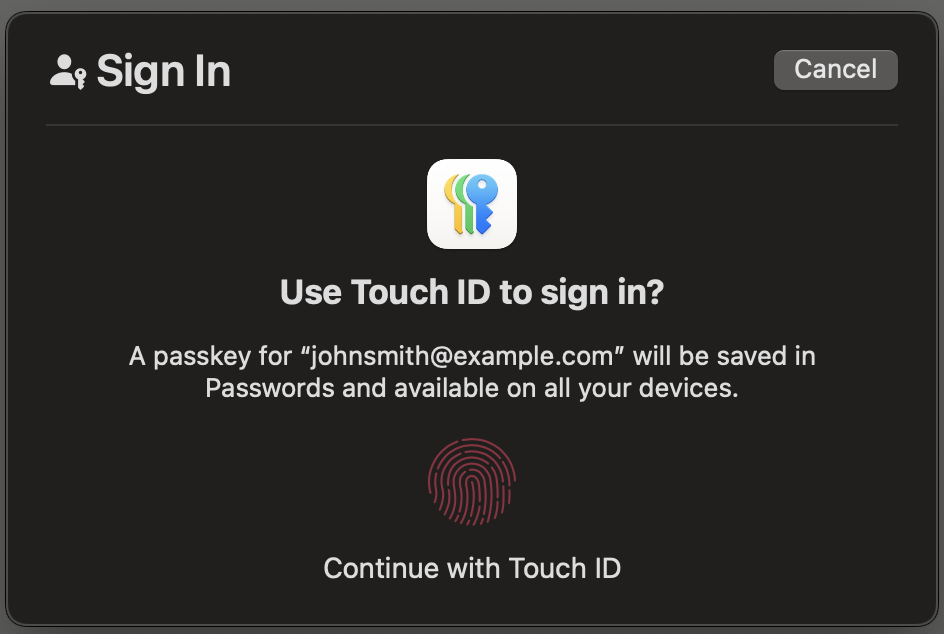 Sign In
Cancel
Use Touch ID to sign in?
A passkey for “johnsmith@example.com” will be saved in
Passwords and available on all your devices.
Continue with Touch ID